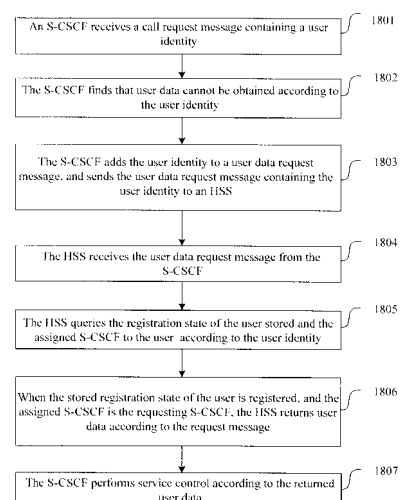 An S-CSCF receives a call request message containing a user
identity
1801
The S-CSCF finds that user data cannot be obtained according to
the user identity
1802
The S-CSCF adds the user identity to a user data request
message, and sends the user data request message containing the
user identity to an HSS
1803
The HSS receives the user data request message from the
S-CSCF
1804
The HSS queries the registration state of the user stored and the
assigned S-CSCF to the user according to the user identity
1805
When the stored registration state of the user is registered, and the
assigned S-CSCF is the requesting S-CSCF, the HSS returns user
data according to the request message
1806
The S-CSCF performs service control according to the returned
user data
1807